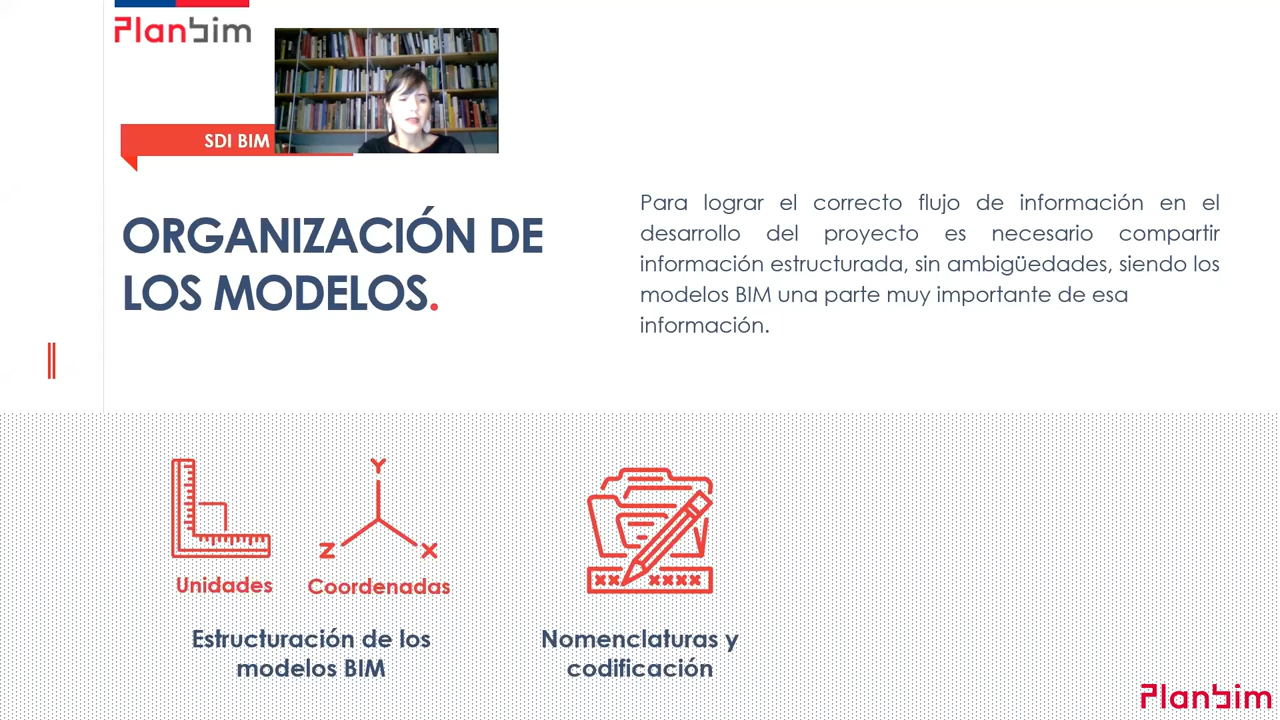 PlanBim
SDI BIM
ORGANIZACIÓN DE
LOS MODELOS.
Para lograr el correcto flujo de información en el
desarrollo del proyecto es necesario compartir
información estructurada, sin ambigüedades, siendo los
modelos BIM una parte muy importante de esa
información.
Y
Z
X
XX XXXX
Unidades
Coordenadas
Estructuración de los
modelos BIM
Nomenclaturas y
codificación
PlanBim